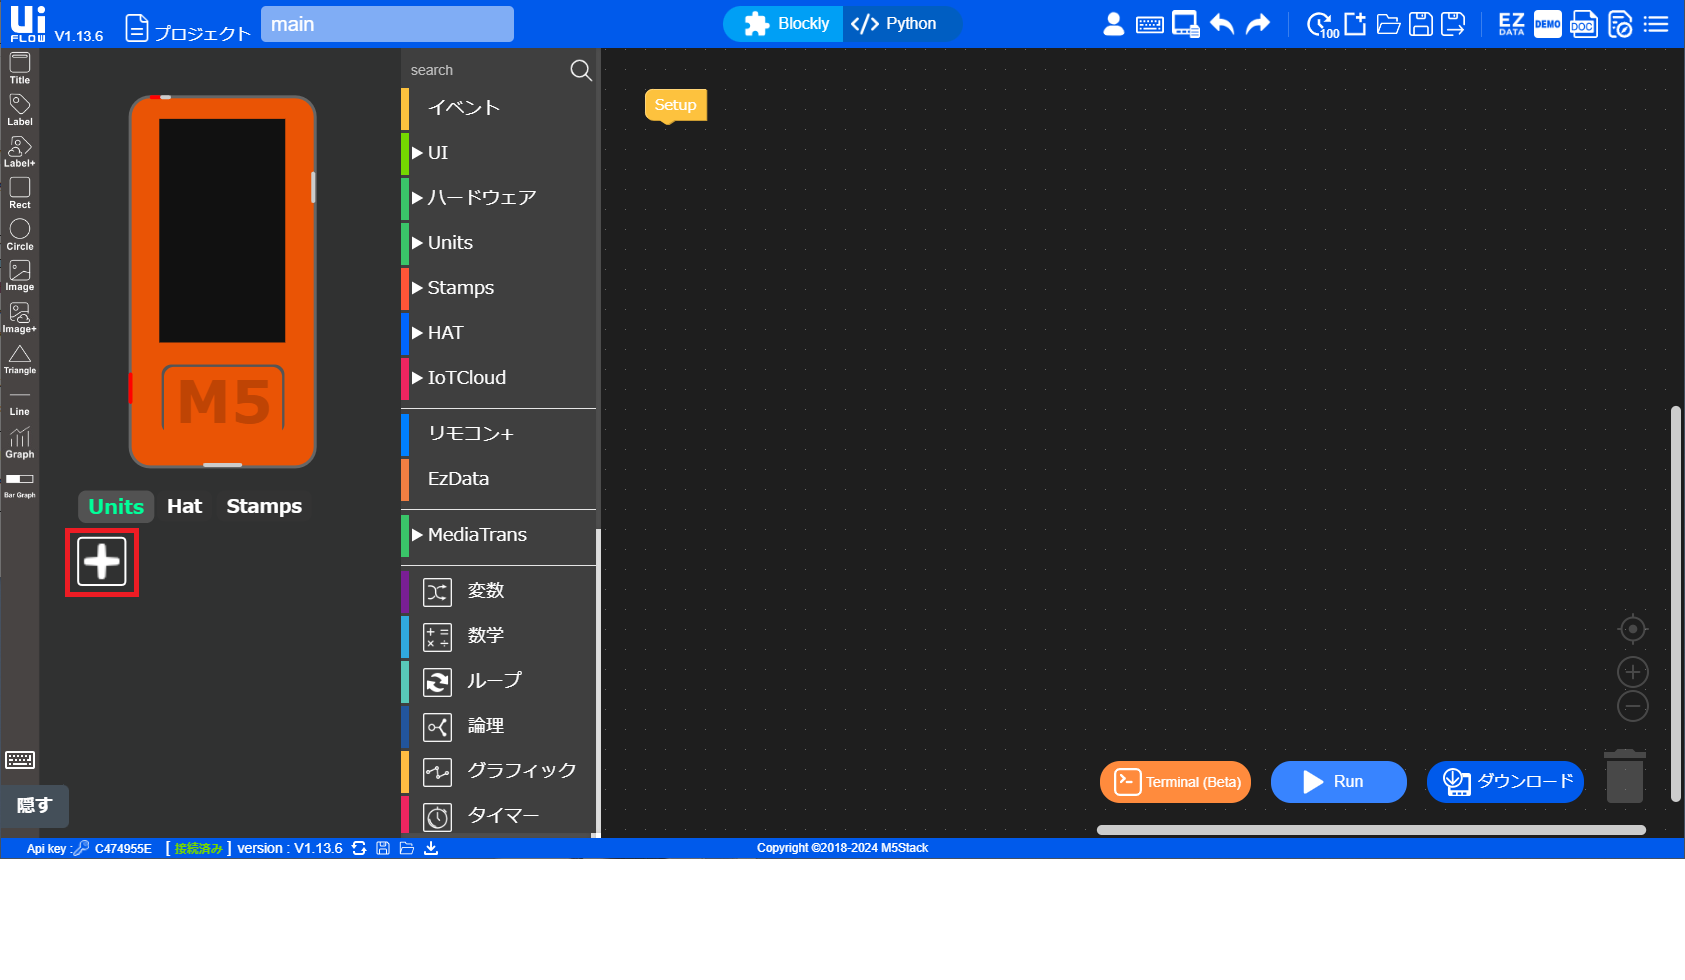 Ui
FLOW
V1.13.6
プロジェクト
main
Blockly
</> Python
100
EZ
DATA
DEMO
DOC
Title
Label
Label+
Rect
Circle
Image
Image+
Triangle
Line
Graph
Bar Graph
隠す
M5
Units
Hat
Stamps
search
イベント
UI
ハードウェア
Units
Stamps
HAT
IoTCloud
リモコン+
EzData
MediaTrans
変数
数学
ループ
論理
グラフィック
タイマー
Setup
Terminal (Beta)
Run
ダウンロード
Api key : C474955E [ 接続済み ] version : V1.13.6
Copyright ©2018-2024 M5Stack